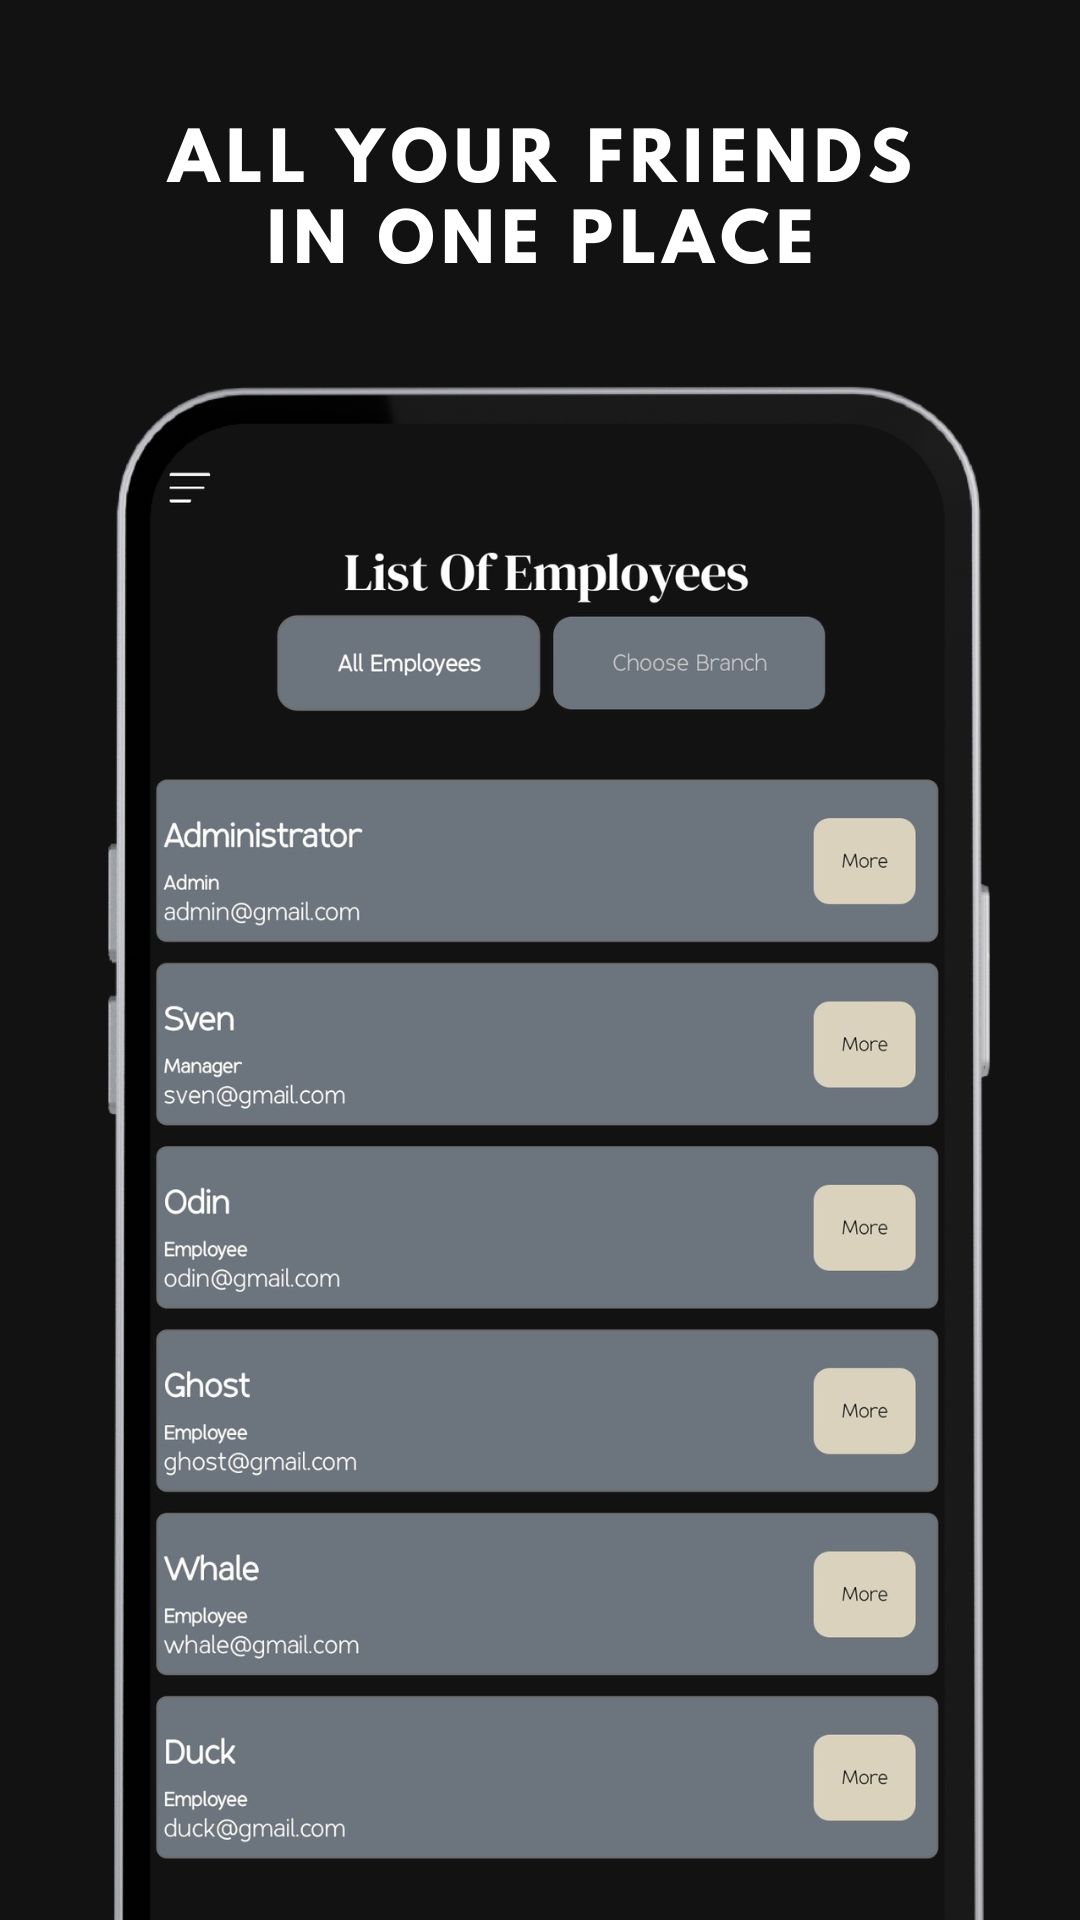 ALL YOUR FRIENDS
IN ONE PLACE
List Of Employees
All Employees
Choose Branch
Administrator
Admin
admin@gmail.com
More
Sven
Manager
sven@gmail.com
More
Odin
Employee
odin@gmail.com
More
Ghost
Employee
ghost@gmail.com
More
Whale
Employee
whale@gmail.com
More
Duck
Employee
duck@gmail.com
More